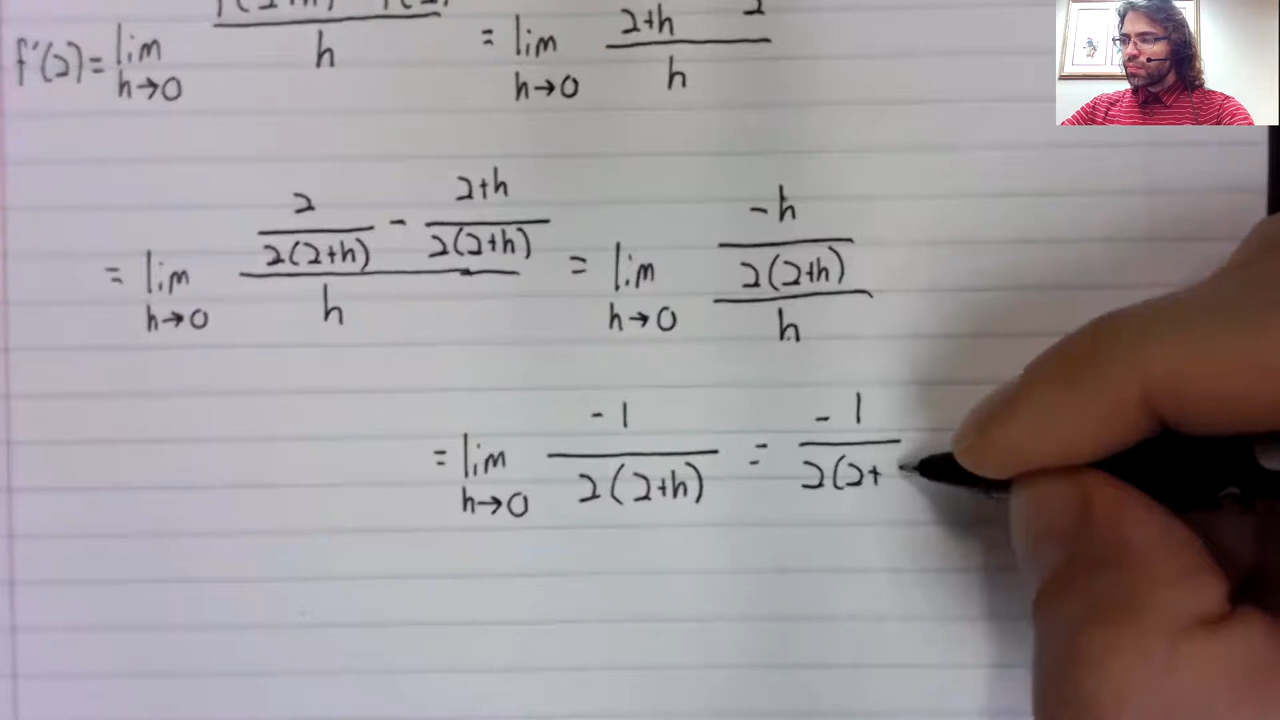 f'(2) = lim h→0 h = lim h→0 2+h 2 / h
= lim h→0 (2 / 2(2+h) - 2+h / 2(2+h)) / h = lim h→0 (-h / 2(2+h)) / h
= lim h→0 -1 / 2(2+h) = -1 / 2(2+